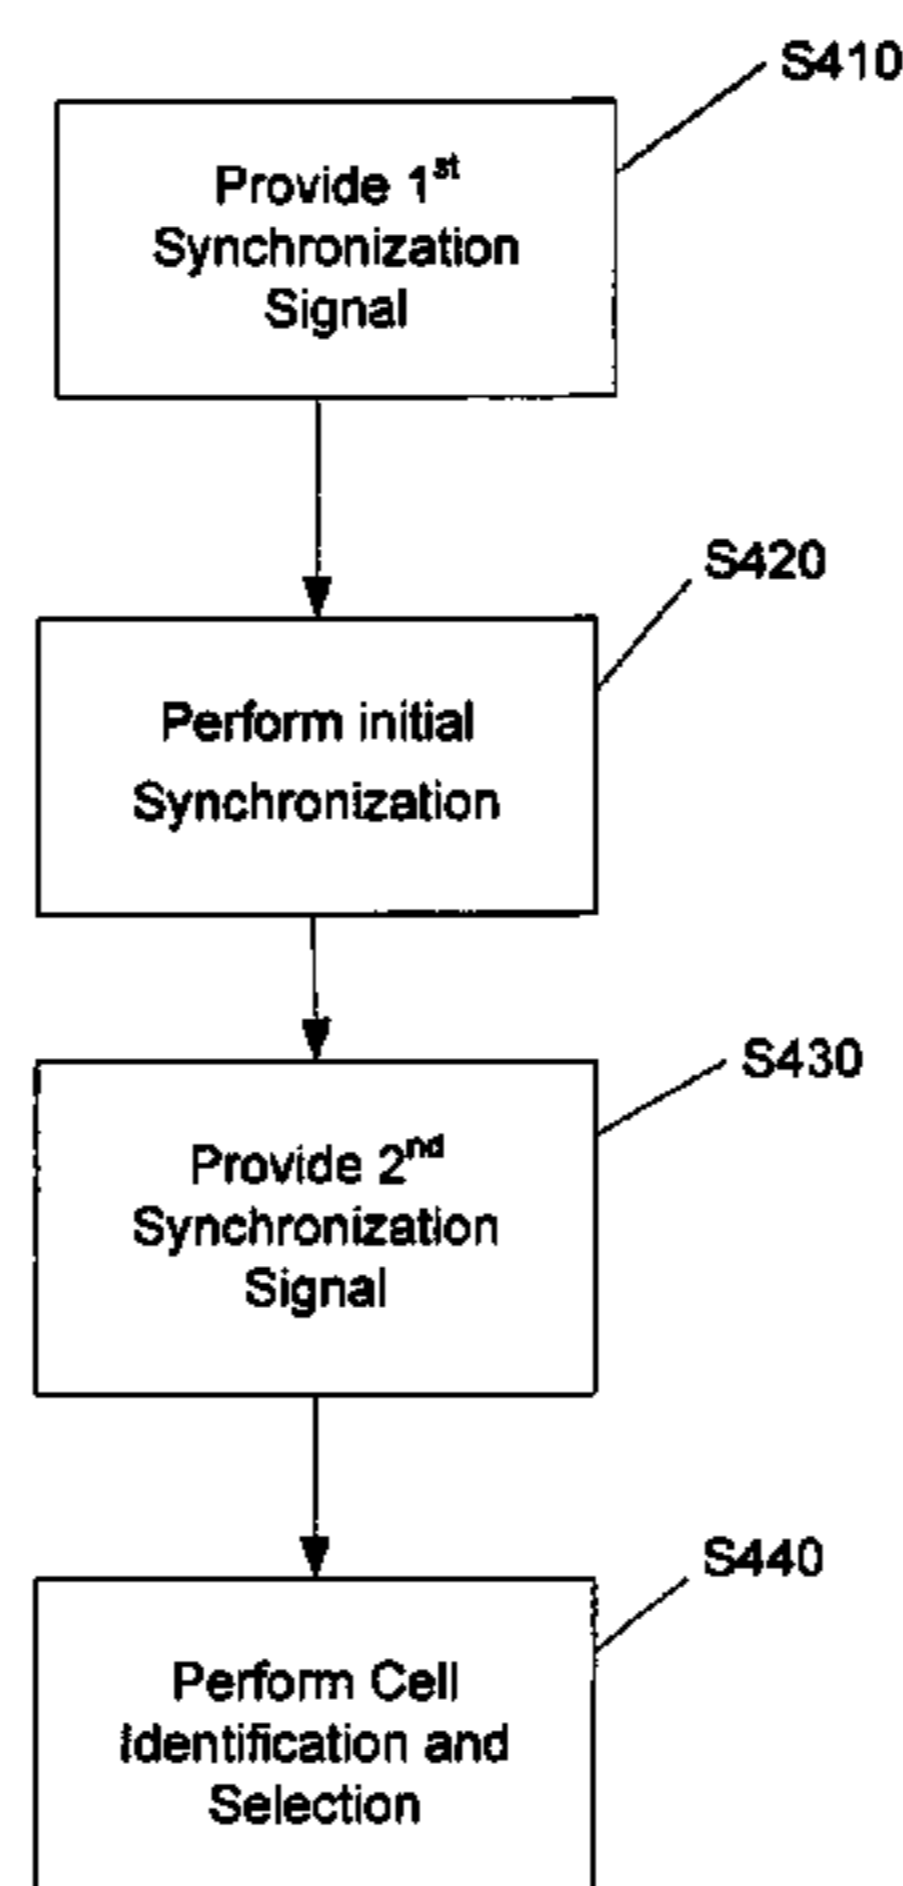 S410
Provide 1st
Synchronization
Signal
S420
Perform initial
Synchronization
S430
Provide 2nd
Synchronization
Signal
S440
Perform Cell
Identification and
Selection